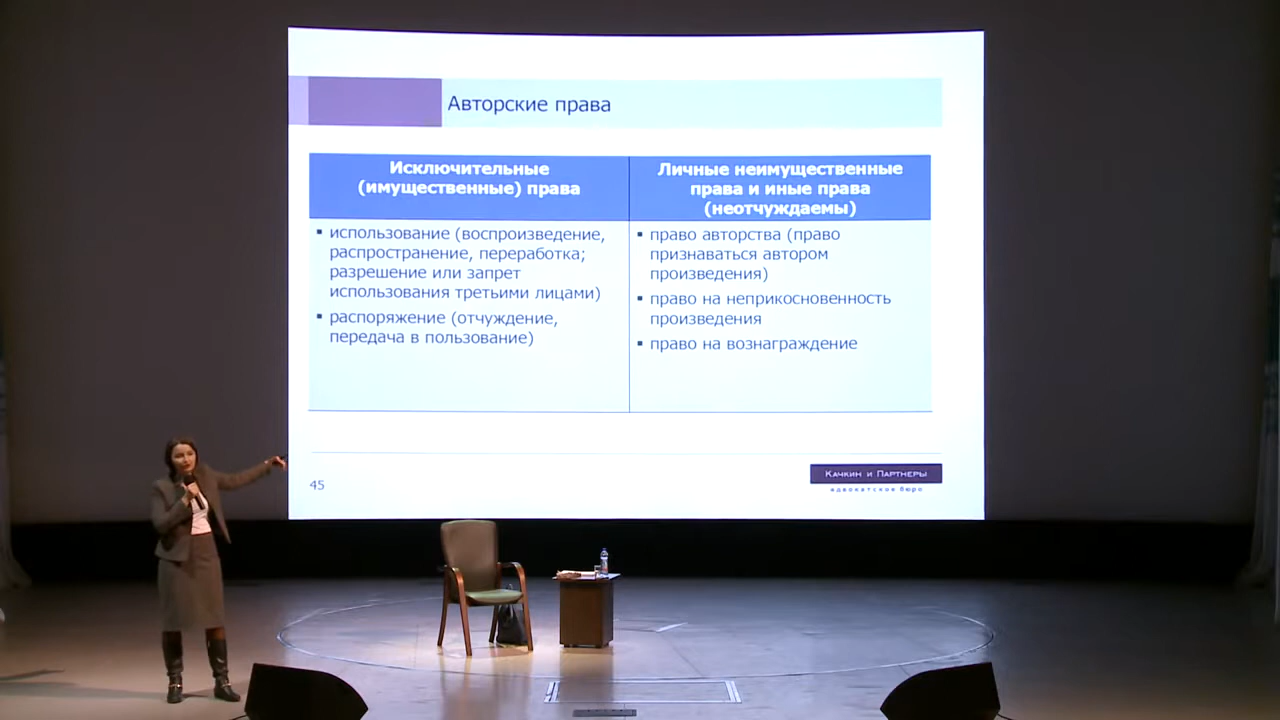 Авторские права
Исключительные
(имущественные) права
Личные неимущественные
права и иные права
(неотчуждаемы)
▪ использование (воспроизведение,
распространение, переработка;
разрешение или запрет
использования третьими лицами)
▪ распоряжение (отчуждение,
передача в пользование)
▪ право авторства (право
признаваться автором
произведения)
▪ право на неприкосновенность
произведения
▪ право на вознаграждение
45
Качкин и Партнеры
адвокатское бюро